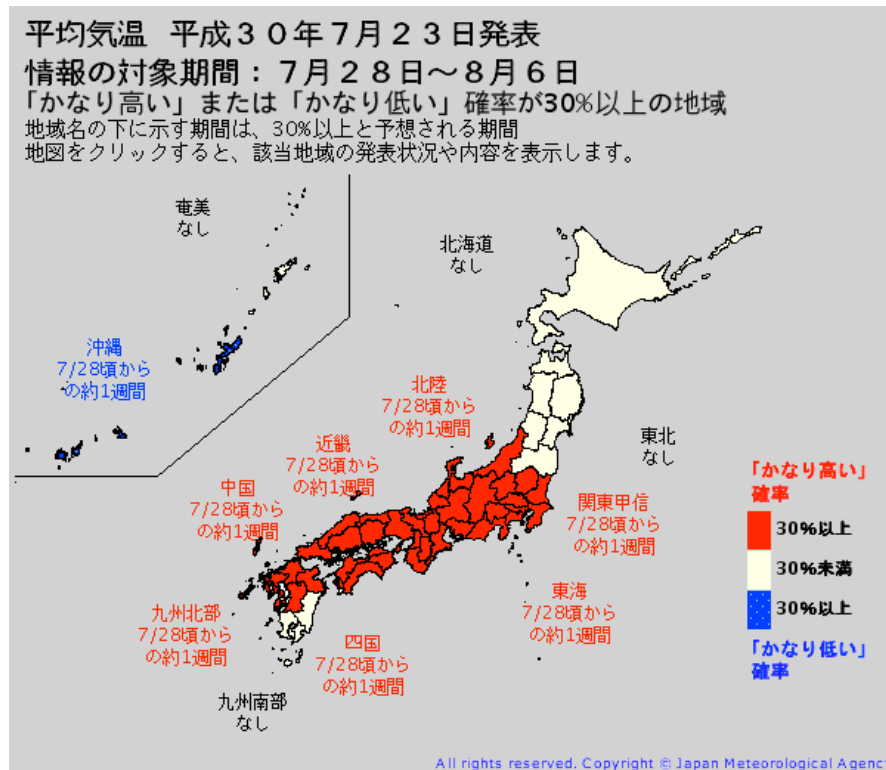 平均気温　平成３０年７月２３日発表
情報の対象期間：７月２８日〜８月６日
「かなり高い」または「かなり低い」確率が30%以上の地域
地域名の下に示す期間は、30%以上と予想される期間
地図をクリックすると、該当地域の発表状況や内容を表示します。
奄美
なし
北海道
なし
沖縄
7/28頃から
の約1週間
北陸
7/28頃から
の約1週間
近畿
7/28頃から
の約1週間
東北
なし
中国
7/28頃から
の約1週間
関東甲信
7/28頃から
の約1週間
東海
7/28頃から
の約1週間
九州北部
7/28頃から
の約1週間
四国
7/28頃から
の約1週間
九州南部
なし
「かなり高い」
確率
30%以上
30%未満
30%以上
「かなり低い」
確率
All rights reserved. Copyright © Japan Meteorological Agenc